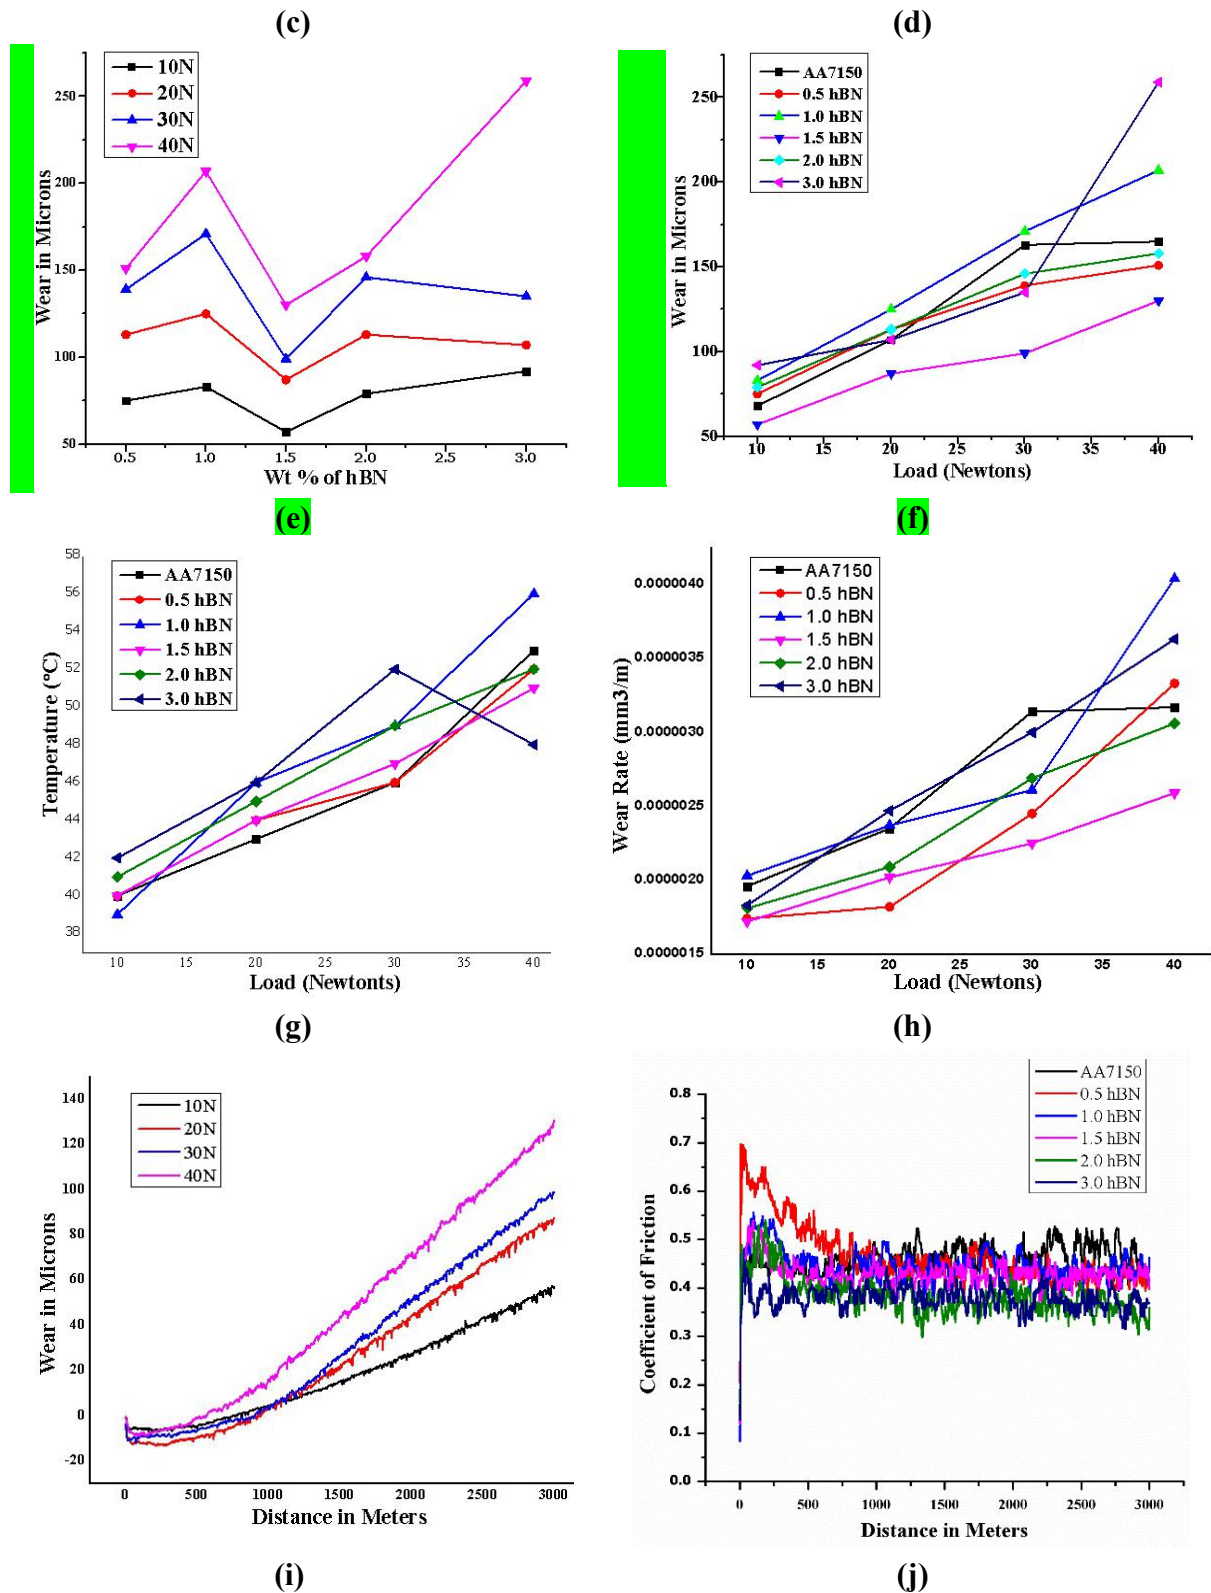 (c)
(d)
10N
20N
30N
40N
250
200
150
100
50
0.5
1.0
1.5
2.0
3.0
Wear in Microns
Wt % of hBN
AA7150
0.5 hBN
1.0 hBN
1.5 hBN
2.0 hBN
3.0 hBN
250
200
150
100
50
10
15
20
25
30
35
40
Wear in Microns
Load (Newtons)
(e)
(f)
AA7150
0.5 hBN
1.0 hBN
1.5 hBN
2.0 hBN
3.0 hBN
58
56
54
52
50
48
46
44
42
40
38
10
15
20
25
30
35
40
Temperature (°C)
Load (Newtonts)
AA7150
0.5 hBN
1.0 hBN
1.5 hBN
2.0 hBN
3.0 hBN
0.0000040
0.0000035
0.0000030
0.0000025
0.0000020
0.0000015
10
15
20
25
30
35
40
Wear Rate (mm3/m)
Load (Newtons)
(g)
(h)
10N
20N
30N
40N
140
120
100
80
60
40
20
0
-20
0
500
1000
1500
2000
2500
3000
Wear in Microns
Distance in Meters
AA7150
0.5 hBN
1.0 hBN
1.5 hBN
2.0 hBN
3.0 hBN
0.8
0.7
0.6
0.5
0.4
0.3
0.2
0.1
0.0
0
500
1000
1500
2000
2500
3000
Coefficient of Friction
Distance in Meters
(i)
(j)